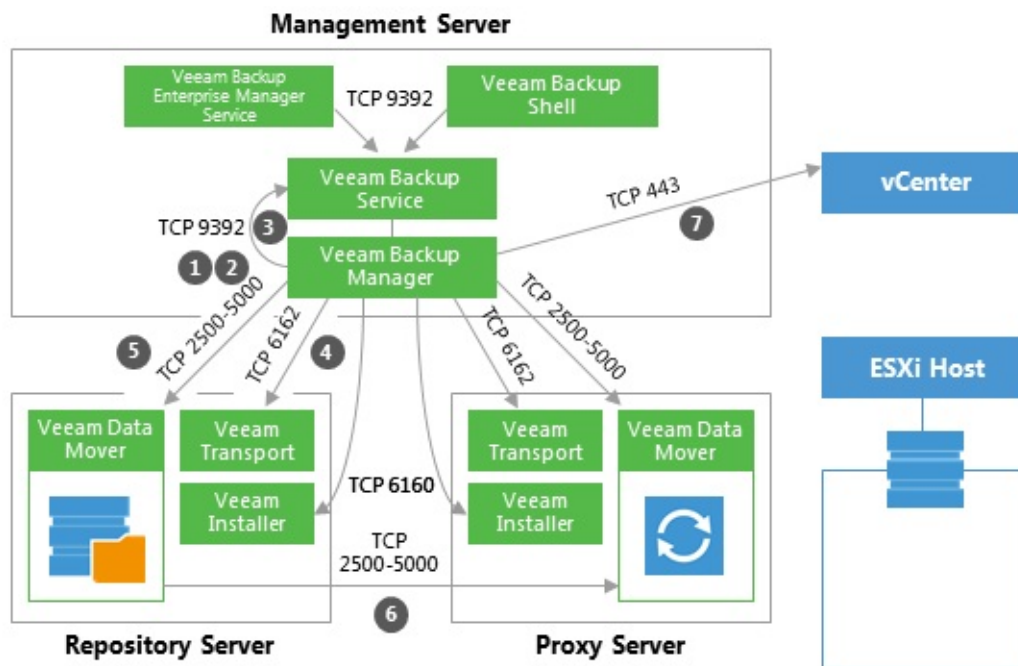 Management Server
Veeam Backup
Enterprise Manager
Service
TCP 9392
Veeam Backup
Shell
Veeam Backup
Service
TCP 443
7
vCenter
TCP 9392
3
1
2
Veeam Backup
Manager
5
TCP 2500-5000
TCP 6162
4
TCP 6162
TCP 2500-5000
ESXi Host
Veeam Data
Mover
Veeam
Transport
Veeam
Installer
TCP 6160
Veeam
Transport
Veeam
Installer
Veeam Data
Mover
TCP
2500-5000
6
Repository Server
Proxy Server